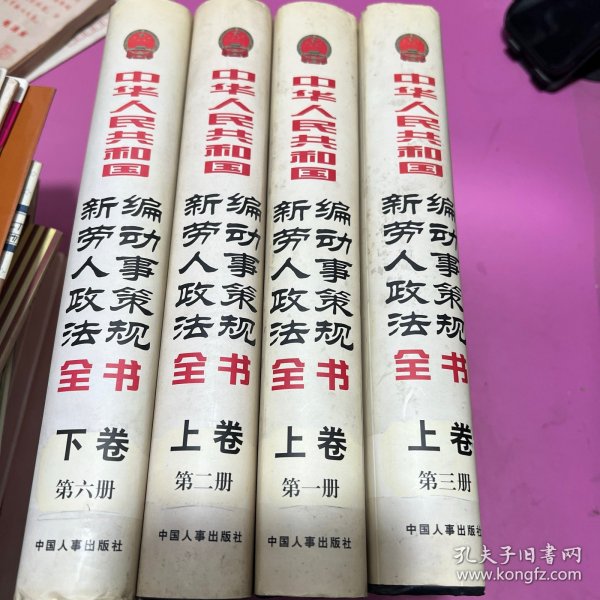 中华人民共和国
新编
劳动
人事
政策
法规
全书
下卷
第六册
中国人事出版社
中华人民共和国
新编
劳动
人事
政策
法规
全书
上卷
第二册
中国人事出版社
中华人民共和国
新编
劳动
人事
政策
法规
全书
上卷
第一册
中国人事出版社
中华人民共和国
新编
劳动
人事
政策
法规
全书
上卷
第三册
中国人事出版社
孔夫子旧书网
www.kongfz.com